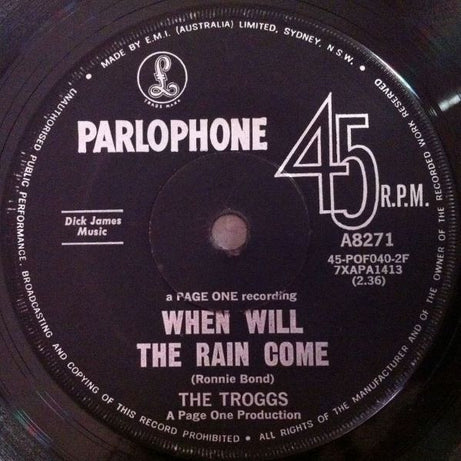 MADE BY E.M.I. (AUSTRALIA) LIMITED, SYDNEY, N.S.W. • ALL RIGHTS OF THE MANUFACTURER AND OF THE OWNER OF THE RECORDED WORK RESERVED • UNAUTHORISED PUBLIC PERFORMANCE, BROADCASTING AND COPYING OF THIS RECORD PROHIBITED •
£
TRADE MARK
PARLOPHONE
45 R.P.M.
Dick James
Music
A8271
45-POF040-2F
7XAPA1413
(2.36)
a PAGE ONE recording
WHEN WILL
THE RAIN COME
(Ronnie Bond)
THE TROGGS
A Page One Production